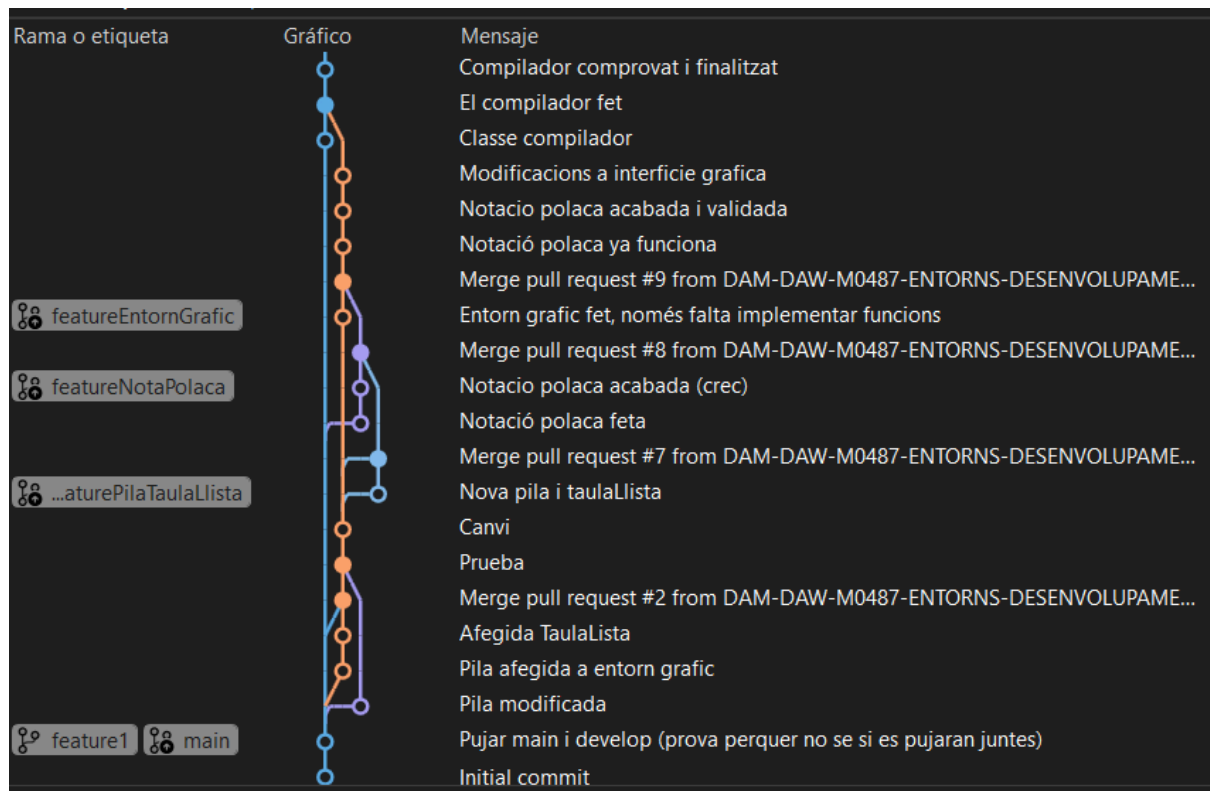 Rama o etiqueta Gráfico Mensaje
Compilador comprovat i finalitzat
El compilador fet
Classe compilador
Modificacions a interficie grafica
Notacio polaca acabada i validada
Notació polaca ya funciona
Merge pull request #9 from DAM-DAW-M0487-ENTORNS-DESENVOLUPAME...
featureEntornGrafic Entorn grafic fet, només falta implementar funcions
Merge pull request #8 from DAM-DAW-M0487-ENTORNS-DESENVOLUPAME...
featureNotaPolaca Notacio polaca acabada (crec)
Notació polaca feta
Merge pull request #7 from DAM-DAW-M0487-ENTORNS-DESENVOLUPAME...
...aturePilaTaulaLlista Nova pila i taulaLlista
Canvi
Prueba
Merge pull request #2 from DAM-DAW-M0487-ENTORNS-DESENVOLUPAME...
Afegida TaulaLista
Pila afegida a entorn grafic
Pila modificada
feature1 main Pujar main i develop (prova perquer no se si es pujaran juntes)
Initial commit